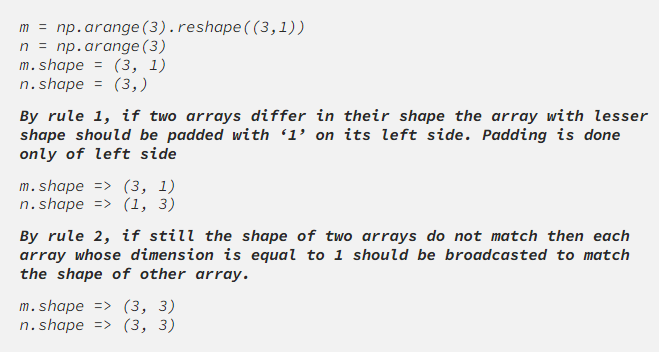 m = np.arange(3).reshape((3,1))
n = np.arange(3)
m.shape = (3, 1)
n.shape = (3,)
By rule 1, if two arrays differ in their shape the array with lesser
shape should be padded with ‘1’ on its left side. Padding is done
only of left side
m.shape => (3, 1)
n.shape => (1, 3)
By rule 2, if still the shape of two arrays do not match then each
array whose dimension is equal to 1 should be broadcasted to match
the shape of other array.
m.shape => (3, 3)
n.shape => (3, 3)